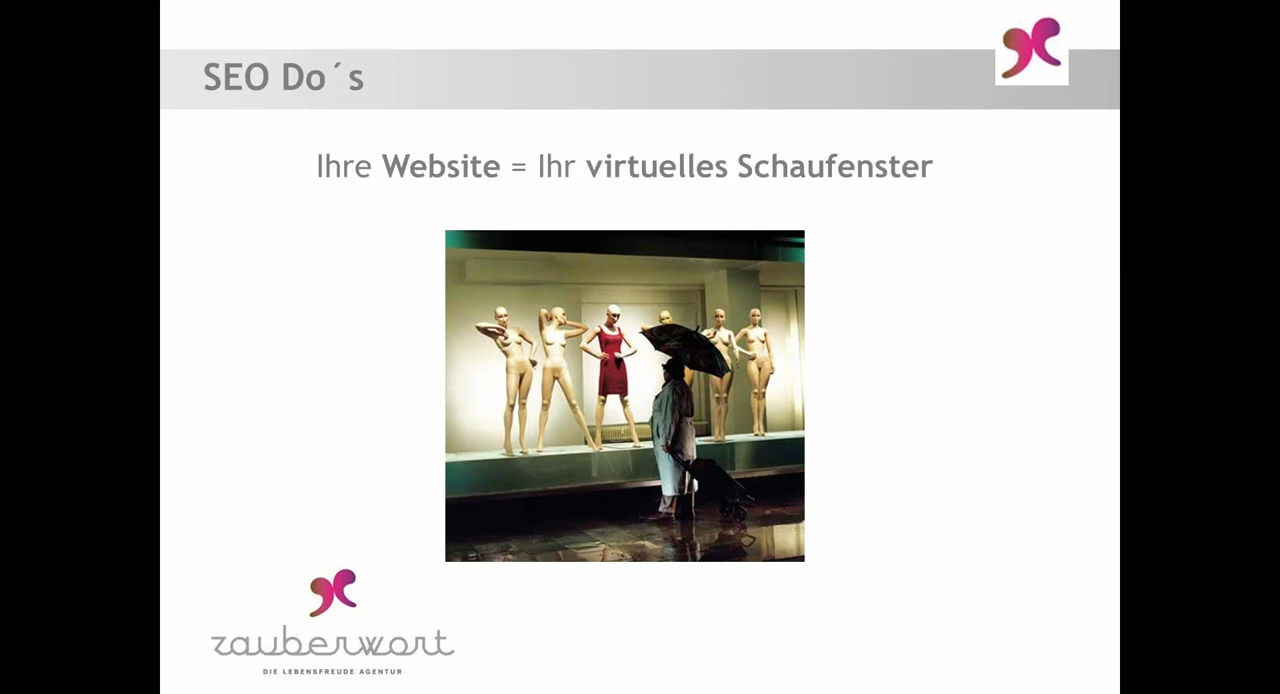 SEO Do´s
Ihre Website = Ihr virtuelles Schaufenster
zauberwort
DIE LEBENSFREUDE AGENTUR